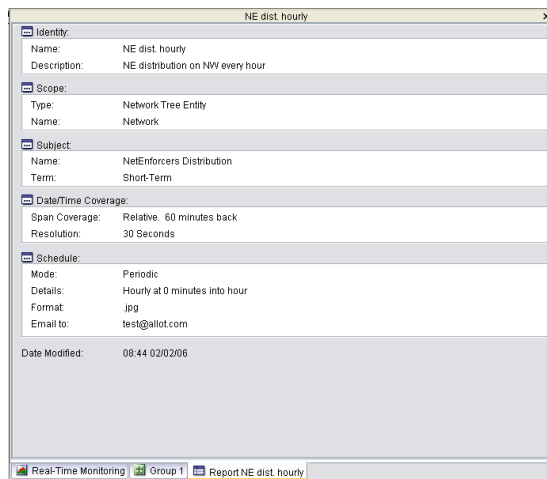 NE dist. hourly
Identity:
Name: NE dist. hourly
Description: NE distribution on NW every hour
Scope:
Type: Network Tree Entity
Name: Network
Subject:
Name: NetEnforcers Distribution
Term: Short-Term
Date/Time Coverage:
Span Coverage: Relative. 60 minutes back
Resolution: 30 Seconds
Schedule:
Mode: Periodic
Details: Hourly at 0 minutes into hour
Format: .jpg
Email to: test@allot.com
Date Modified: 08:44 02/02/06
Real-Time Monitoring Group 1 Report NE dist. hourly